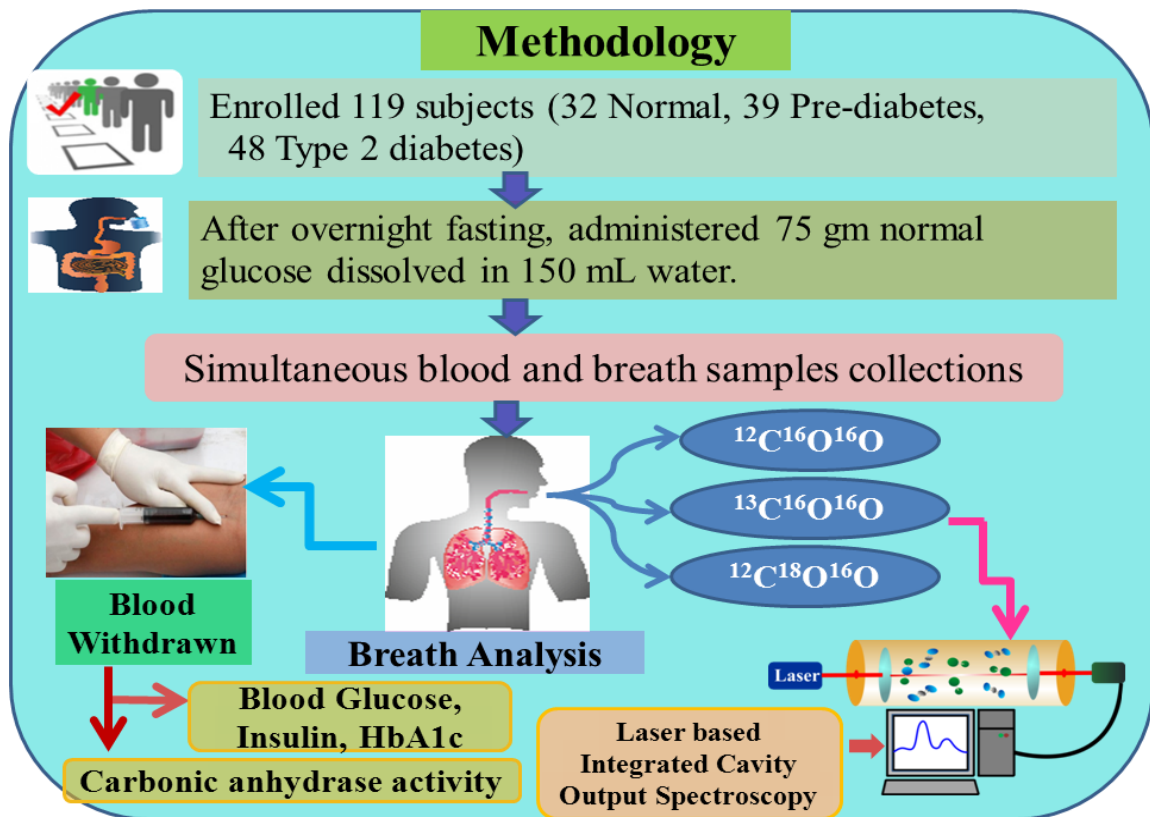 Methodology
Enrolled 119 subjects (32 Normal, 39 Pre-diabetes,
48 Type 2 diabetes)
After overnight fasting, administered 75 gm normal
glucose dissolved in 150 mL water.
Simultaneous blood and breath samples collections
¹²C¹⁶O¹⁶O
¹³C¹⁶O¹⁶O
¹²C¹⁸O¹⁶O
Blood
Withdrawn
Breath Analysis
Laser
Blood Glucose,
Insulin, HbA1c
Carbonic anhydrase activity
Laser based
Integrated Cavity
Output Spectroscopy